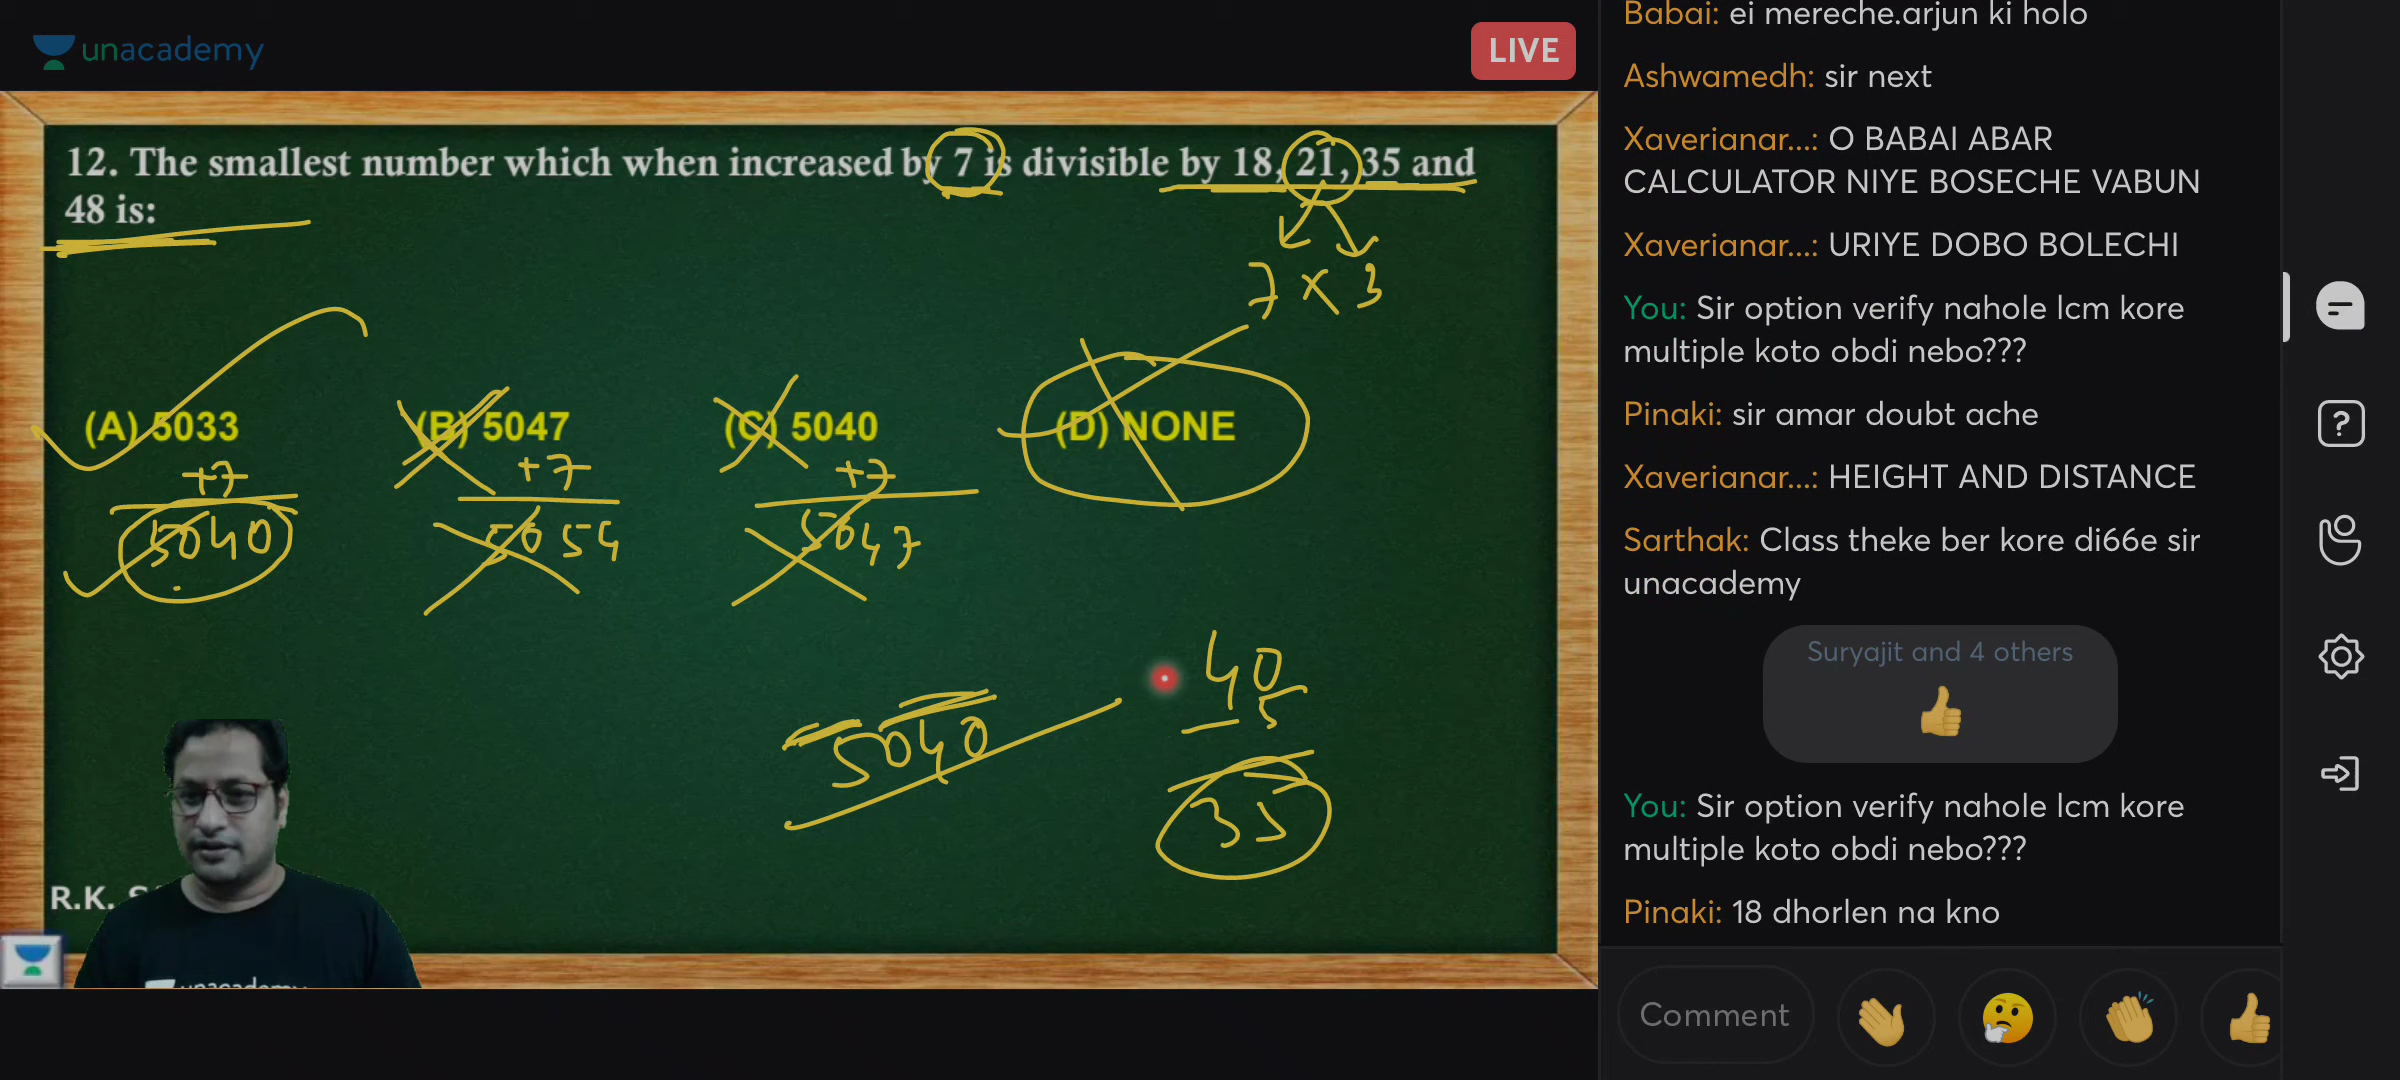 unacademy
LIVE
12. The smallest number which when increased by 7 is divisible by 18, 21, 35 and
48 is:
7 × 3
(A) 5033
(B) 5047
(C) 5040
(D) NONE
+7
+7
+7
5040
5054
5047
40
5
5040
35
R.K.
unacademy
Babai: ei mereche.arjun ki holo
Ashwamedh: sir next
Xaverianar...: O BABAI ABAR
CALCULATOR NIYE BOSECHE VABUN
Xaverianar...: URIYE DOBO BOLECHI
You: Sir option verify nahole lcm kore
multiple koto obdi nebo???
Pinaki: sir amar doubt ache
Xaverianar...: HEIGHT AND DISTANCE
Sarthak: Class theke ber kore di66e sir
unacademy
Suryajit and 4 others
You: Sir option verify nahole lcm kore
multiple koto obdi nebo???
Pinaki: 18 dhorlen na kno
Comment